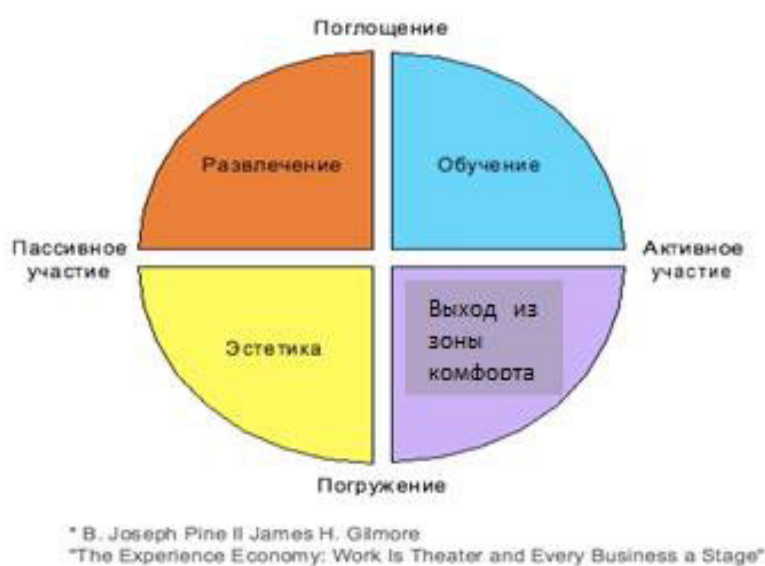 Поглощение
Развлечение
Обучение
Пассивное
участие
Активное
участие
Эстетика
Выход из
зоны
комфорта
Погружение
* B. Joseph Pine II James H. Gilmore
"The Experience Economy: Work Is Theater and Every Business a Stage"